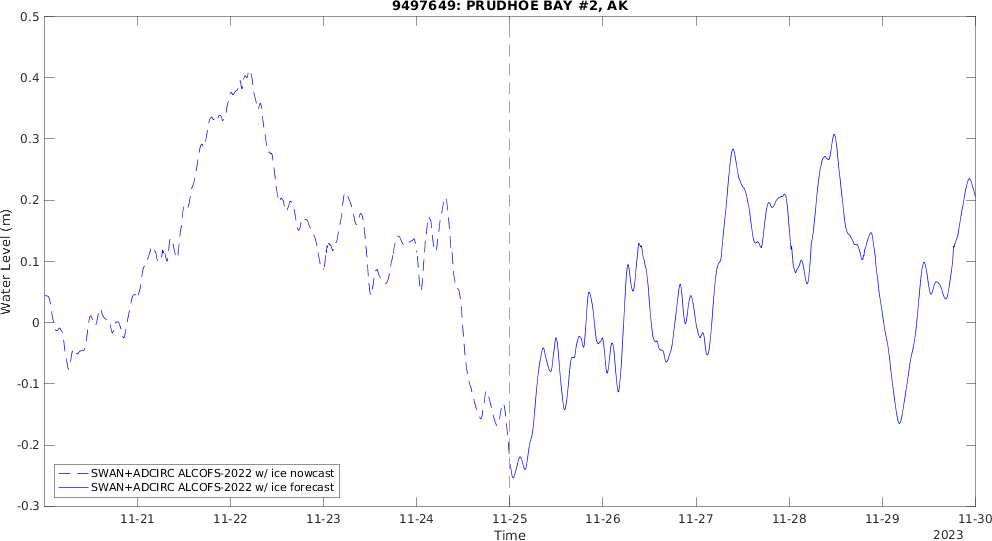 9497649: PRUDHOE BAY #2, AK
Water Level (m)
0.5
0.4
0.3
0.2
0.1
0
-0.1
-0.2
-0.3
SWAN+ADCIRC ALCOFS-2022 w/ ice nowcast
SWAN+ADCIRC ALCOFS-2022 w/ ice forecast
11-21 11-22 11-23 11-24 11-25 11-26 11-27 11-28 11-29 11-30
Time
2023